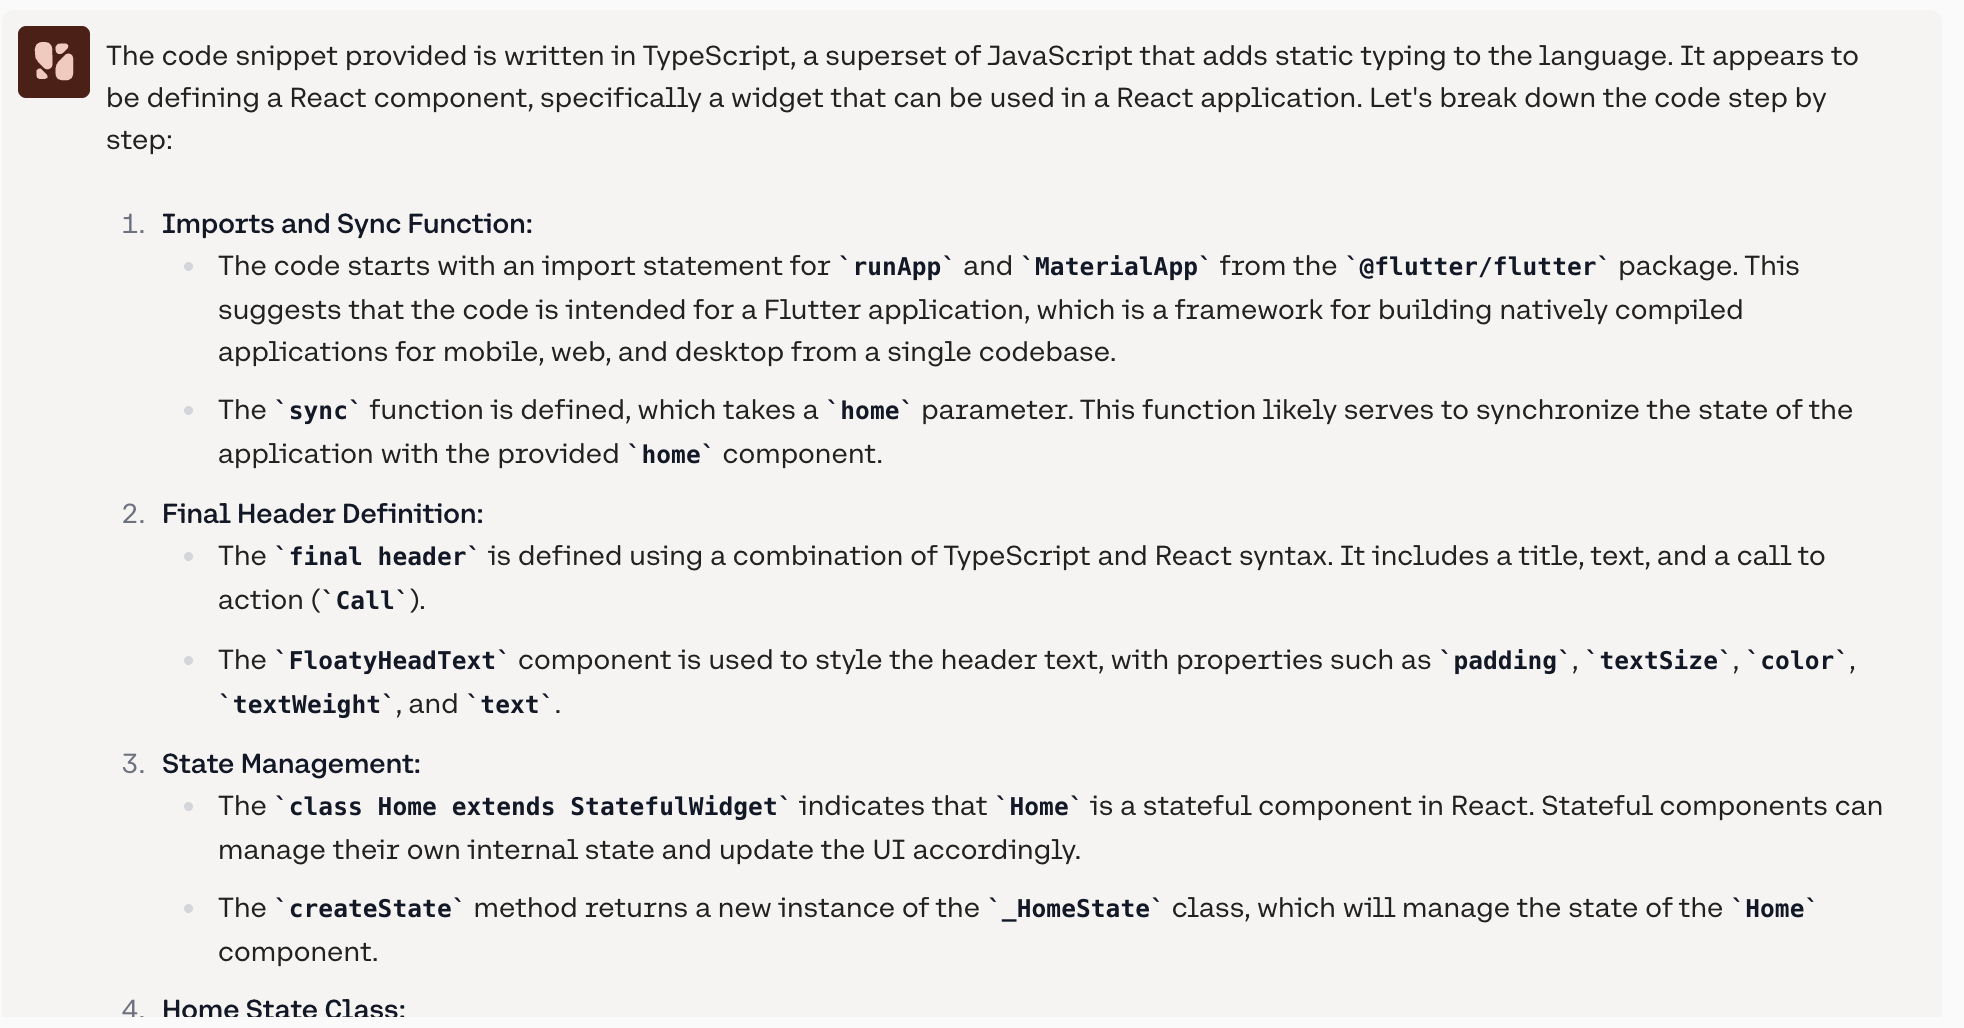 The code snippet provided is written in TypeScript, a superset of JavaScript that adds static typing to the language. It appears to
be defining a React component, specifically a widget that can be used in a React application. Let's break down the code step by
step:
1. Imports and Sync Function:
• The code starts with an import statement for `runApp` and `MaterialApp` from the `@flutter/flutter` package. This
suggests that the code is intended for a Flutter application, which is a framework for building natively compiled
applications for mobile, web, and desktop from a single codebase.
• The `sync` function is defined, which takes a `home` parameter. This function likely serves to synchronize the state of the
application with the provided `home` component.
2. Final Header Definition:
• The `final header` is defined using a combination of TypeScript and React syntax. It includes a title, text, and a call to
action (`Call`).
• The `FloatyHeadText` component is used to style the header text, with properties such as `padding`, `textSize`, `color`,
`textWeight`, and `text`.
3. State Management:
• The `class Home extends StatefulWidget` indicates that `Home` is a stateful component in React. Stateful components can
manage their own internal state and update the UI accordingly.
• The `createState` method returns a new instance of the `_HomeState` class, which will manage the state of the `Home`
component.
4. Home State Class: